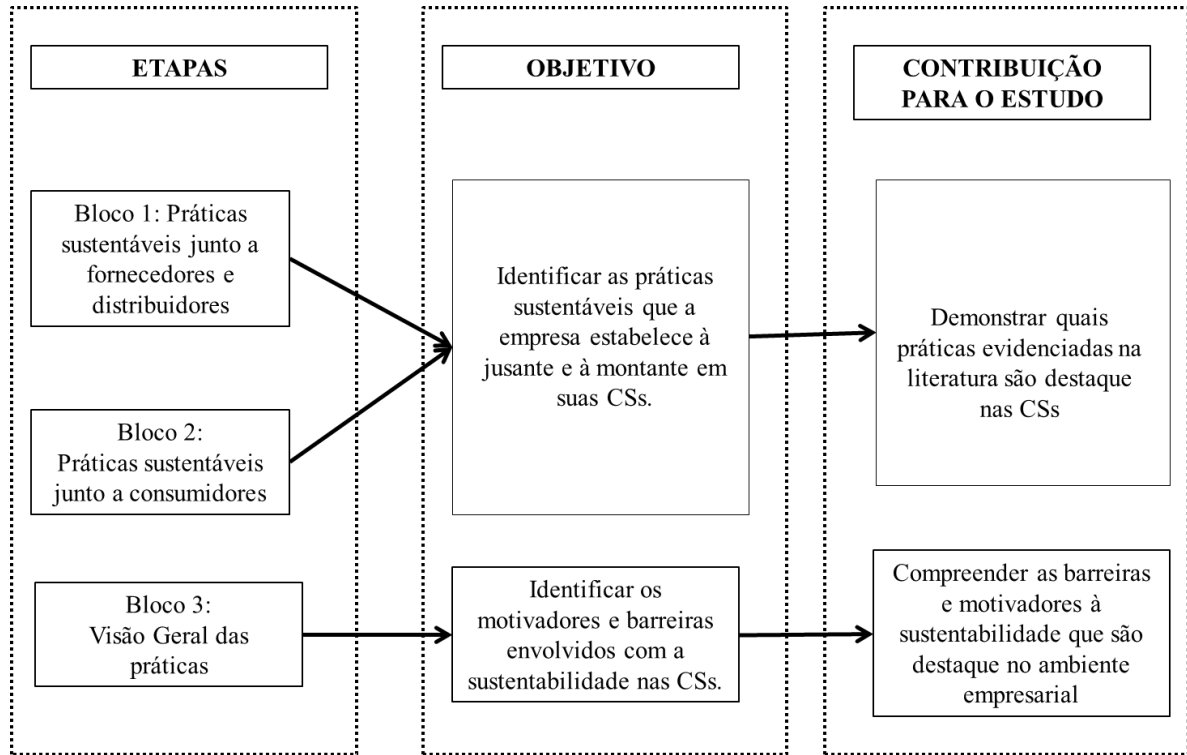 ETAPAS
OBJETIVO
CONTRIBUIÇÃO
PARA O ESTUDO
Bloco 1: Práticas
sustentáveis junto a
fornecedores e
distribuidores
Bloco 2:
Práticas sustentáveis
junto a consumidores
Identificar as práticas
sustentáveis que a
empresa estabelece à
jusante e à montante em
suas CSs.
Demonstrar quais
práticas evidenciadas na
literatura são destaque
nas CSs
Bloco 3:
Visão Geral das
práticas
Identificar os
motivadores e barreiras
envolvidos com a
sustentabilidade nas CSs.
Compreender as barreiras
e motivadores à
sustentabilidade que são
destaque no ambiente
empresarial